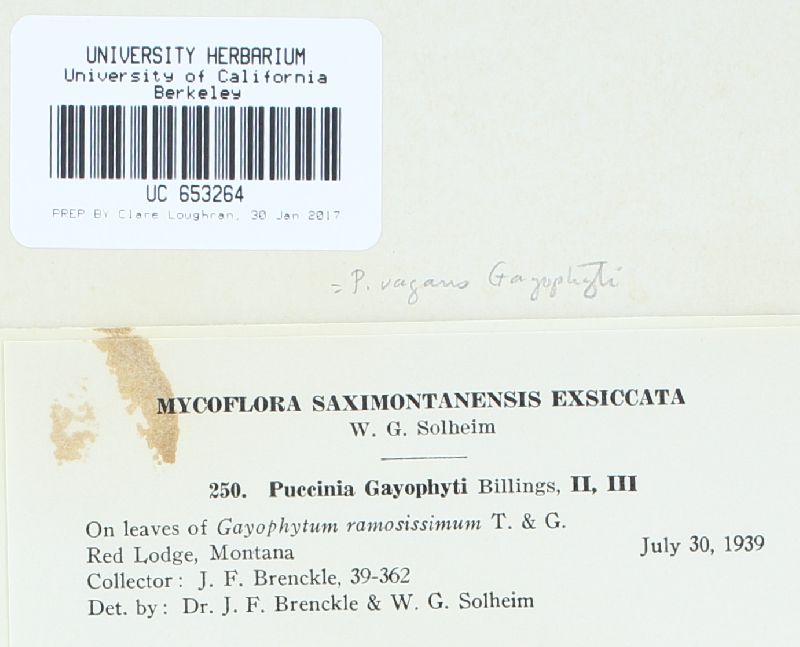 UNIVERSITY HERBARIUM
University of California
Berkeley
UC 653264
PREP BY Clare Loughran, 30 Jan 2017
= P. vagans Gayophyti
MYCOFLORA SAXIMONTANENSIS EXSICCATA
W. G. Solheim
250. Puccinia Gayophyti Billings, II, III
On leaves of Gayophytum ramosissimum T. & G.
Red Lodge, Montana July 30, 1939
Collector: J. F. Brenckle, 39-362
Det. by: Dr. J. F. Brenckle & W. G. Solheim